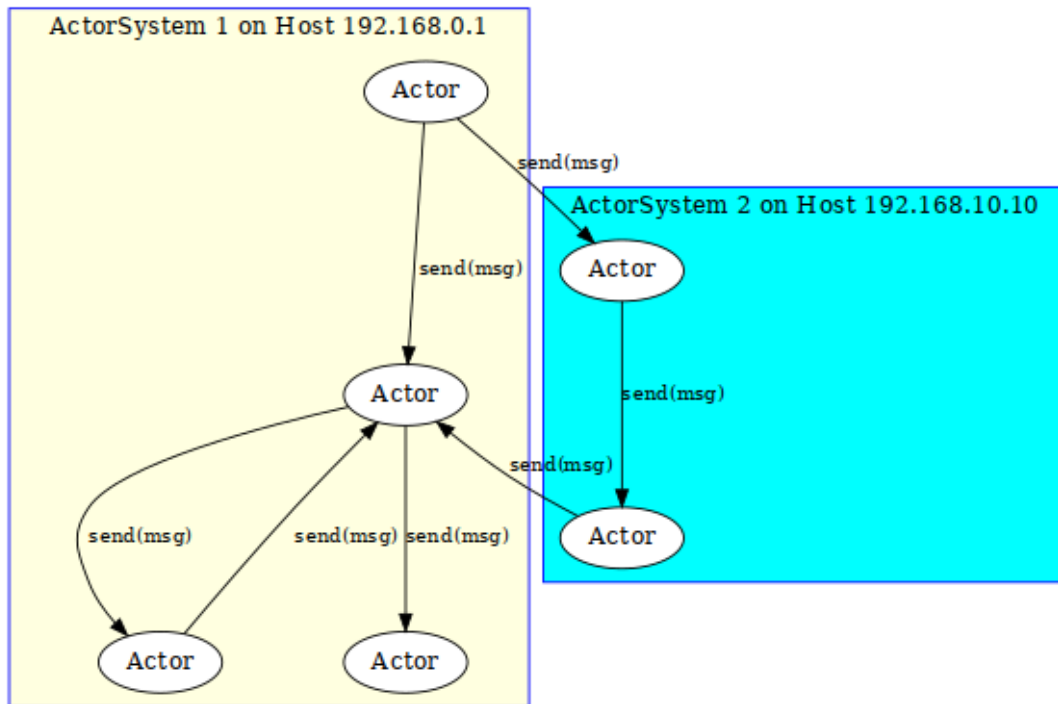 ActorSystem 1 on Host 192.168.0.1
Actor
send(msg)
ActorSystem 2 on Host 192.168.10.10
Actor
send(msg)
Actor
send(msg)
send(msg)
send(msg)
send(msg)
send(msg)
Actor
Actor
Actor